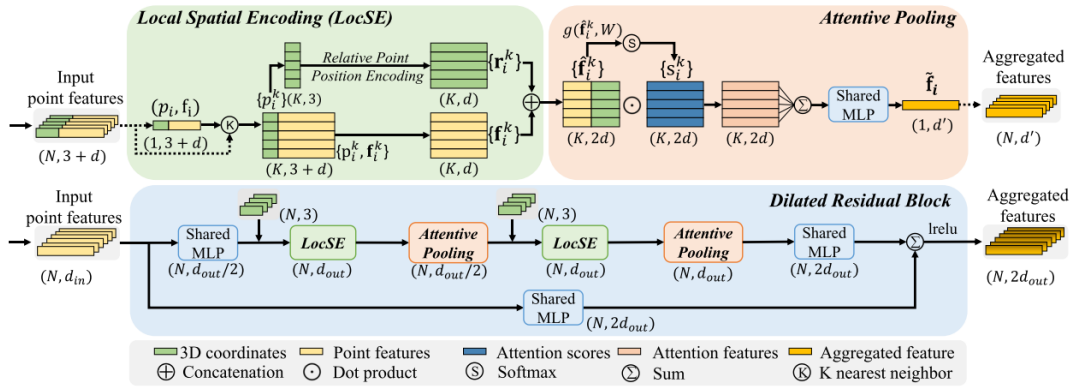 Local Spatial Encoding (LocSE)
Attentive Pooling
Input
point features
(N, 3 + d)
(p_i, f_i)
(1, 3 + d)
K
{p_i^k}(K, 3)
Relative Point
Position Encoding
{r_i^k}
(K, d)
(K, 3 + d)
{p_i^k, f_i^k}
{f_i^k}
(K, d)
g(f̂_i^k, W)
S
{f̂_i^k}
{s_i^k}
(K, 2d)
(K, 2d)
(K, 2d)
Σ
Shared
MLP
f̃_i
(1, d′)
Aggregated
features
(N, d′)
Dilated Residual Block
Input
point features
(N, d_in)
Shared
MLP
(N, d_out/2)
(N, 3)
LocSE
(N, d_out)
Attentive
Pooling
(N, d_out/2)
(N, 3)
LocSE
(N, d_out)
Attentive
Pooling
(N, d_out)
Shared
MLP
(N, 2d_out)
Σ
lrelu
Shared
MLP
(N, 2d_out)
Aggregated
features
(N, 2d_out)
3D coordinates
Point features
Attention scores
Attention features
Aggregated feature
⊕ Concatenation
⊙ Dot product
Ⓢ Softmax
Σ Sum
Ⓚ K nearest neighbor